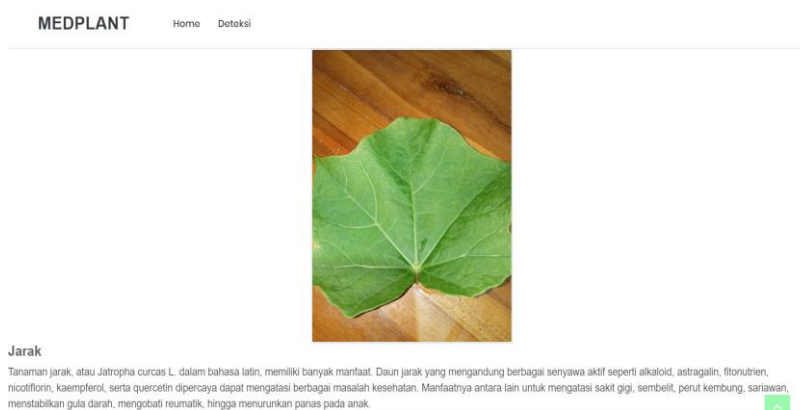 MEDPLANT
Home Deteksi
Jarak
Tanaman jarak, atau Jatropha curcas L. dalam bahasa latin, memiliki banyak manfaat. Daun jarak yang mengandung berbagai senyawa aktif seperti alkaloid, astragalin, fitonutrien,
nicotiflorin, kaempferol, serta quercetin dipercaya dapat mengatasi berbagai masalah kesehatan. Manfaatnya antara lain untuk mengatasi sakit gigi, sembelit, perut kembung, sariawan,
menstabilkan gula darah, mengobati reumatik, hingga menurunkan panas pada anak.